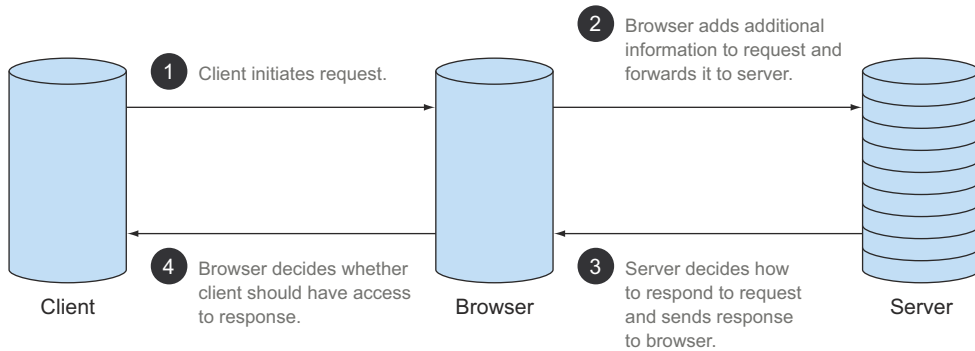 1
Client initiates request.
2
Browser adds additional
information to request and
forwards it to server.
4
Browser decides whether
client should have access
to response.
3
Server decides how
to respond to request
and sends response
to browser.
Client
Browser
Server